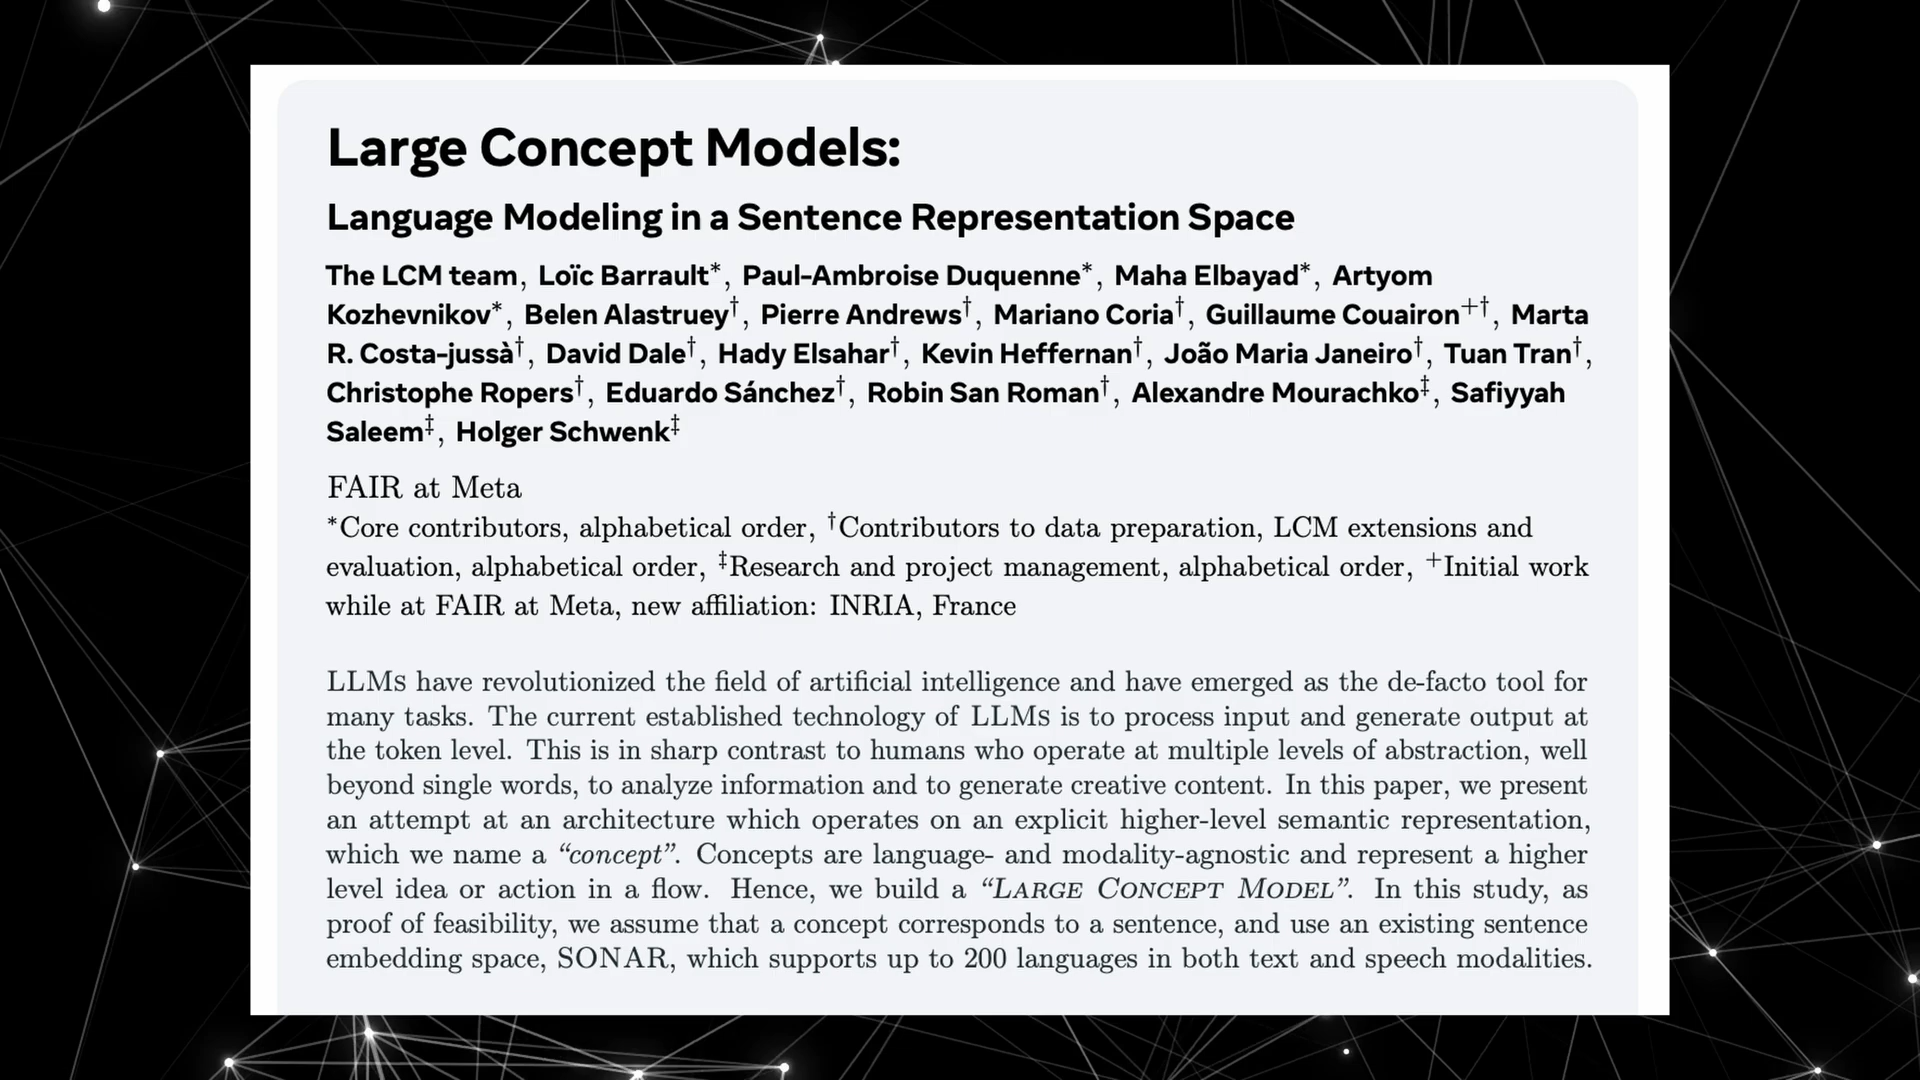 Large Concept Models:
Language Modeling in a Sentence Representation Space
The LCM team, Loïc Barrault*, Paul-Ambroise Duquenne*, Maha Elbayad*, Artyom
Kozhevnikov*, Belen Alastruey†, Pierre Andrews†, Mariano Coria†, Guillaume Couairon+†, Marta
R. Costa-jussà†, David Dale†, Hady Elsahar†, Kevin Heffernan†, João Maria Janeiro†, Tuan Tran†,
Christophe Ropers†, Eduardo Sánchez†, Robin San Roman†, Alexandre Mourachko‡, Safiyyah
Saleem‡, Holger Schwenk‡
FAIR at Meta
*Core contributors, alphabetical order, †Contributors to data preparation, LCM extensions and
evaluation, alphabetical order, ‡Research and project management, alphabetical order, +Initial work
while at FAIR at Meta, new affiliation: INRIA, France
LLMs have revolutionized the field of artificial intelligence and have emerged as the de-facto tool for
many tasks. The current established technology of LLMs is to process input and generate output at
the token level. This is in sharp contrast to humans who operate at multiple levels of abstraction, well
beyond single words, to analyze information and to generate creative content. In this paper, we present
an attempt at an architecture which operates on an explicit higher-level semantic representation,
which we name a “concept”. Concepts are language- and modality-agnostic and represent a higher
level idea or action in a flow. Hence, we build a “LARGE CONCEPT MODEL”. In this study, as
proof of feasibility, we assume that a concept corresponds to a sentence, and use an existing sentence
embedding space, SONAR, which supports up to 200 languages in both text and speech modalities.